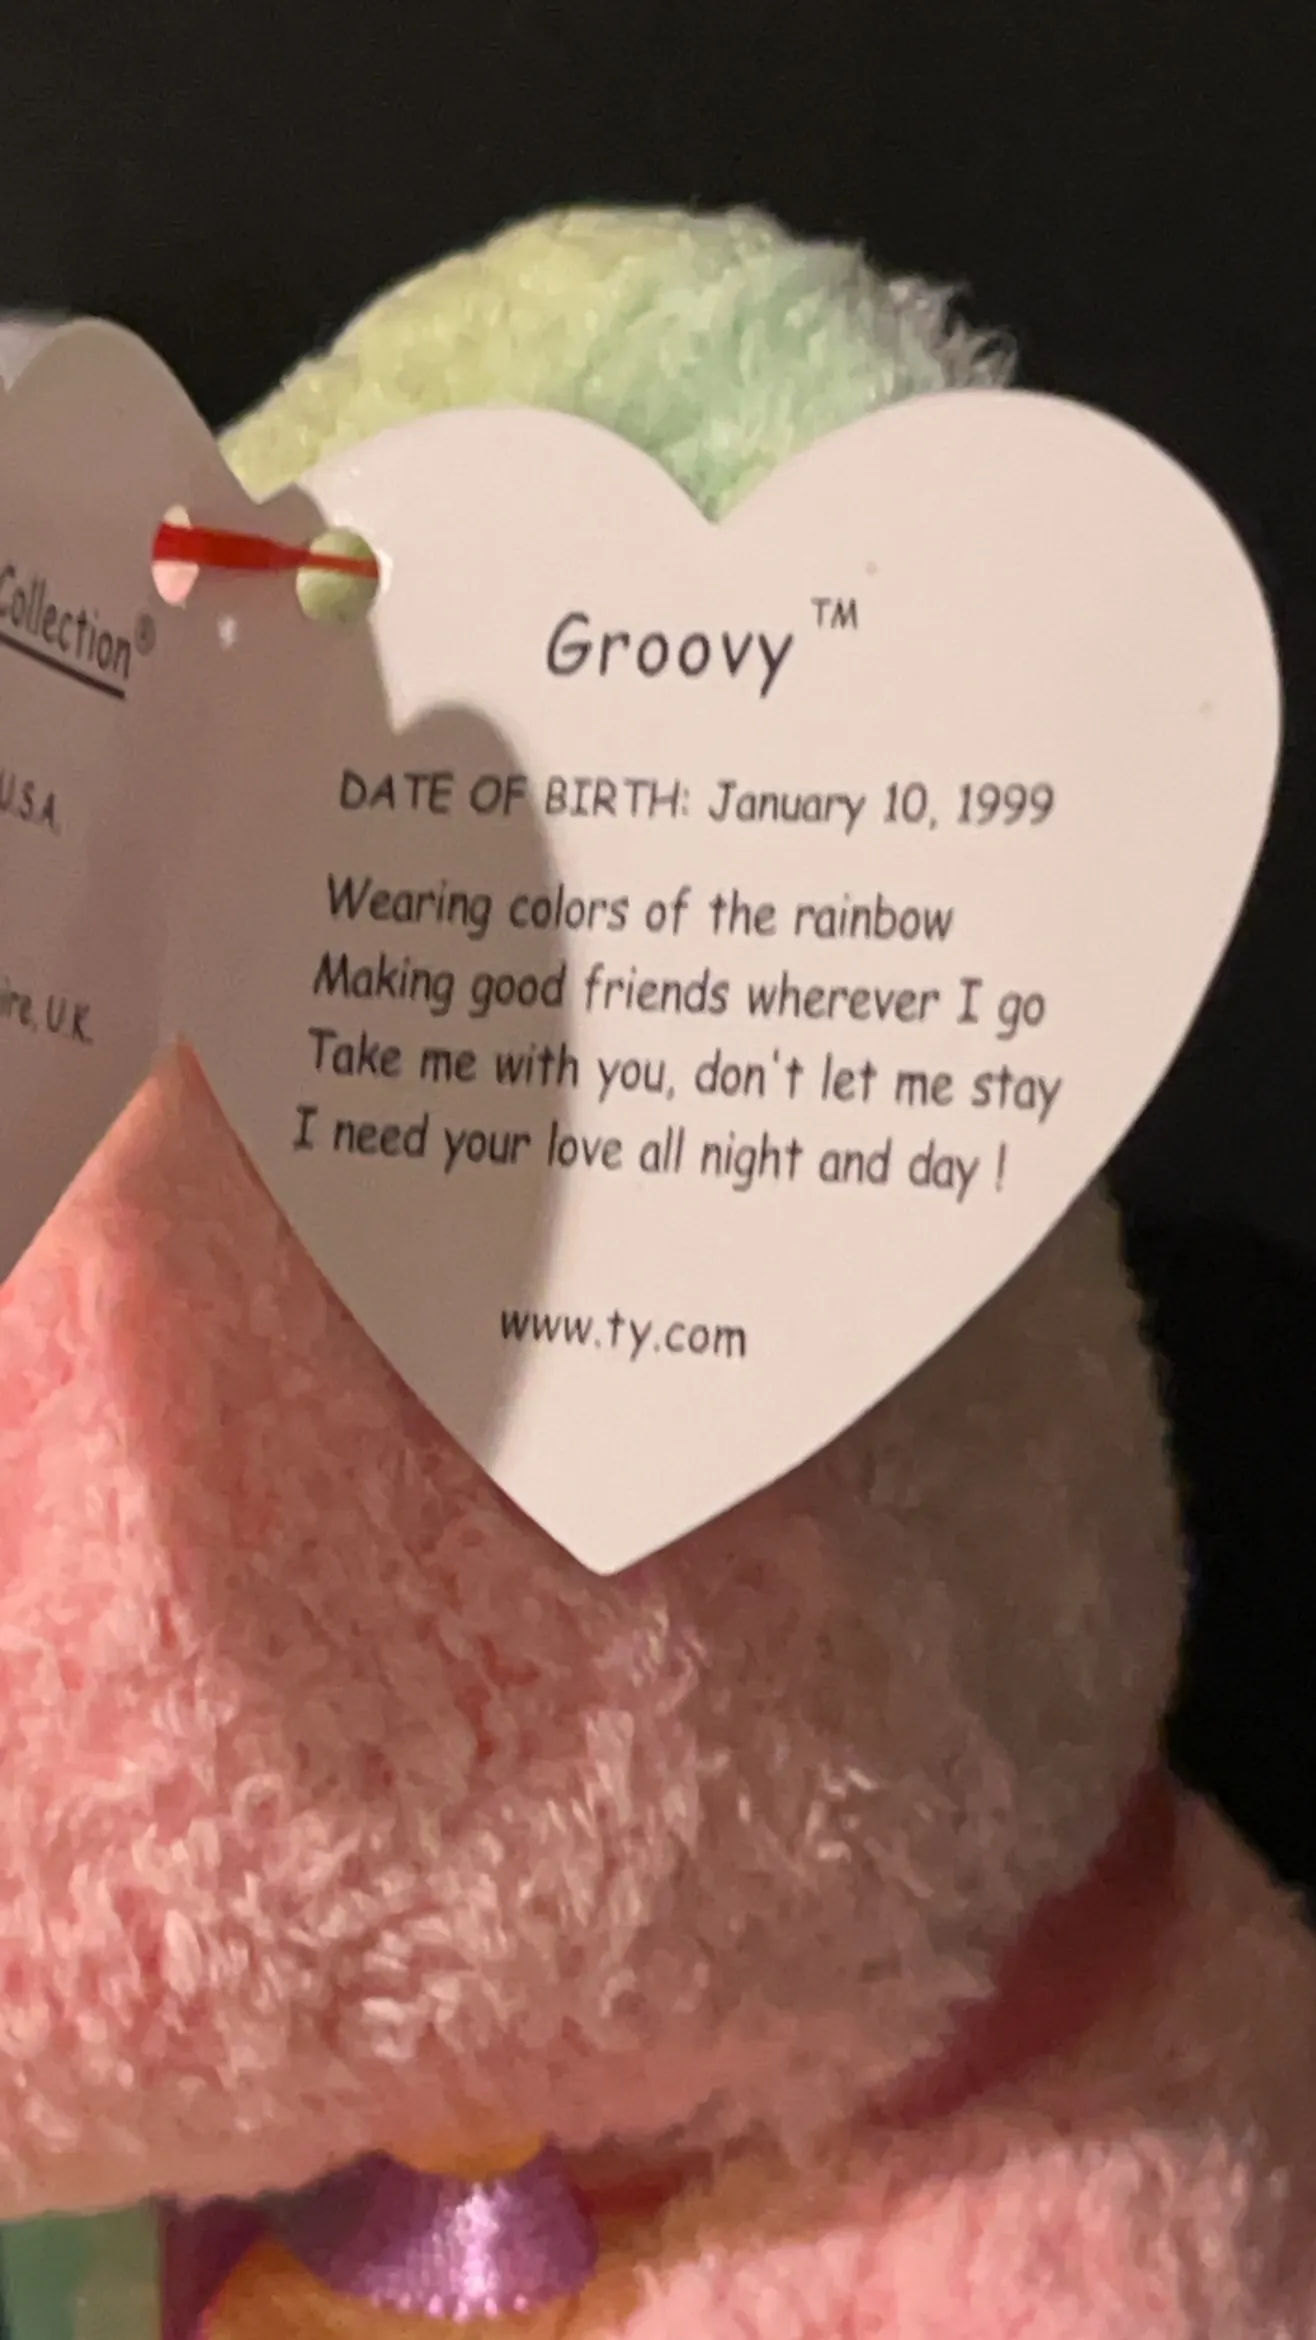 Collection®
U.S.A.
U.K.
Groovy™
DATE OF BIRTH: January 10, 1999
Wearing colors of the rainbow
Making good friends wherever I go
Take me with you, don't let me stay
I need your love all night and day !
www.ty.com